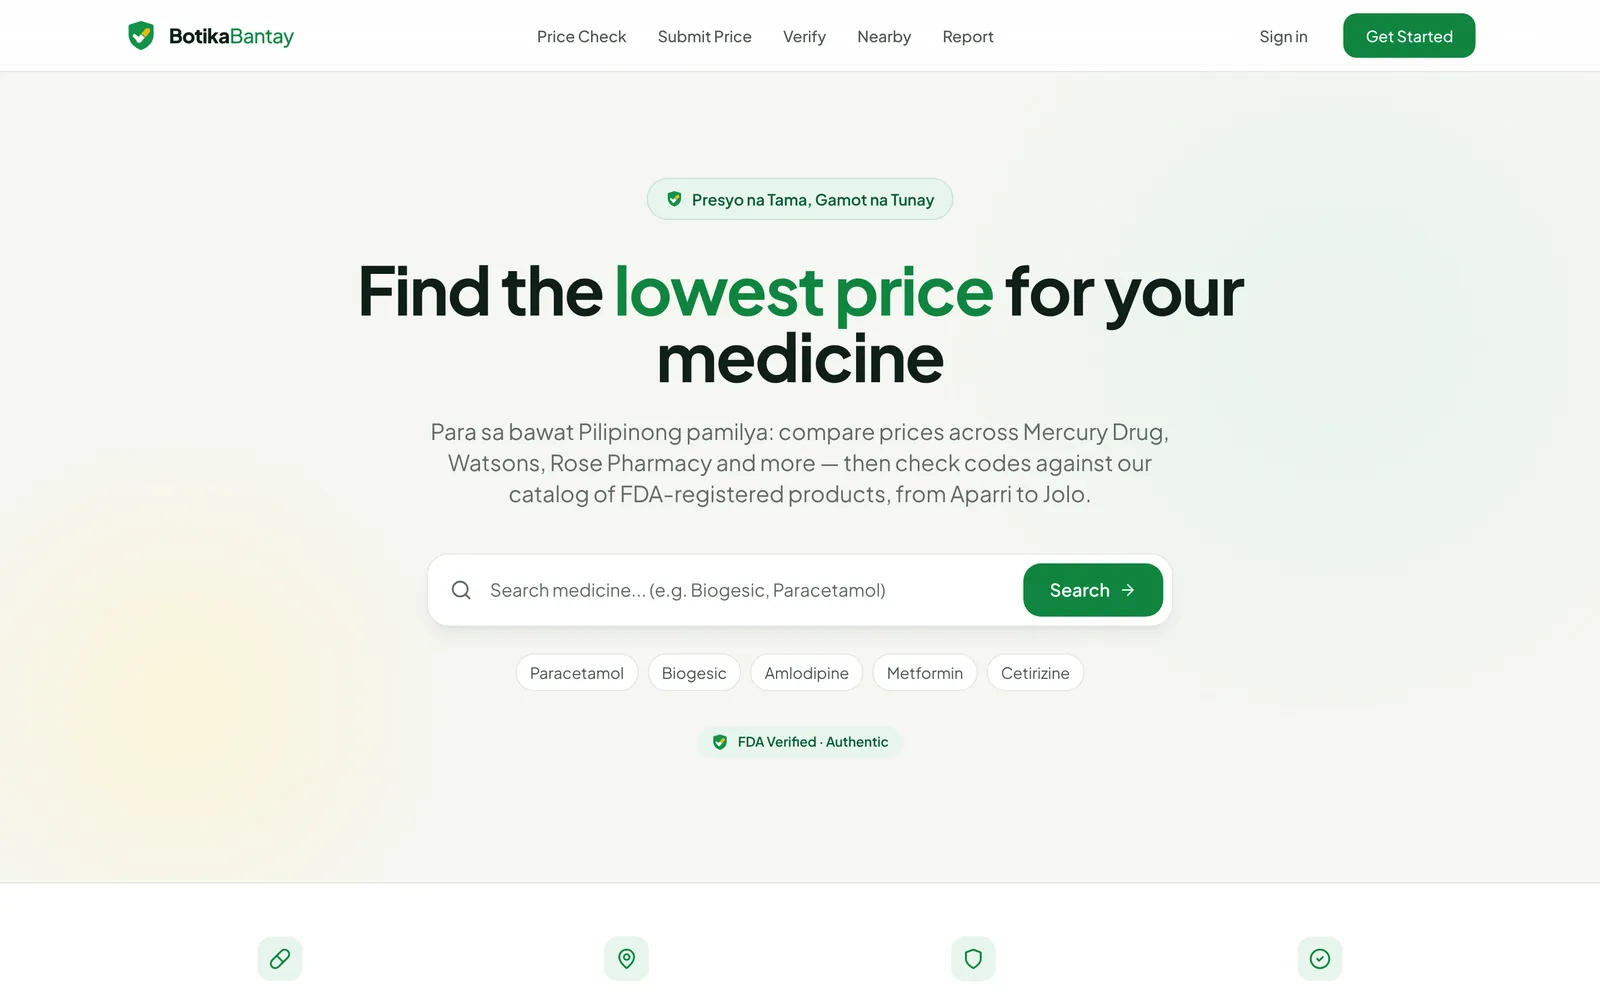 BotikaBantay
Price Check
Submit Price
Verify
Nearby
Report
Sign in
Get Started
Presyo na Tama, Gamot na Tunay
Find the lowest price for your
medicine
Para sa bawat Pilipinong pamilya: compare prices across Mercury Drug,
Watsons, Rose Pharmacy and more — then check codes against our
catalog of FDA-registered products, from Aparri to Jolo.
Search medicine... (e.g. Biogesic, Paracetamol)
Search →
Paracetamol
Biogesic
Amlodipine
Metformin
Cetirizine
FDA Verified · Authentic